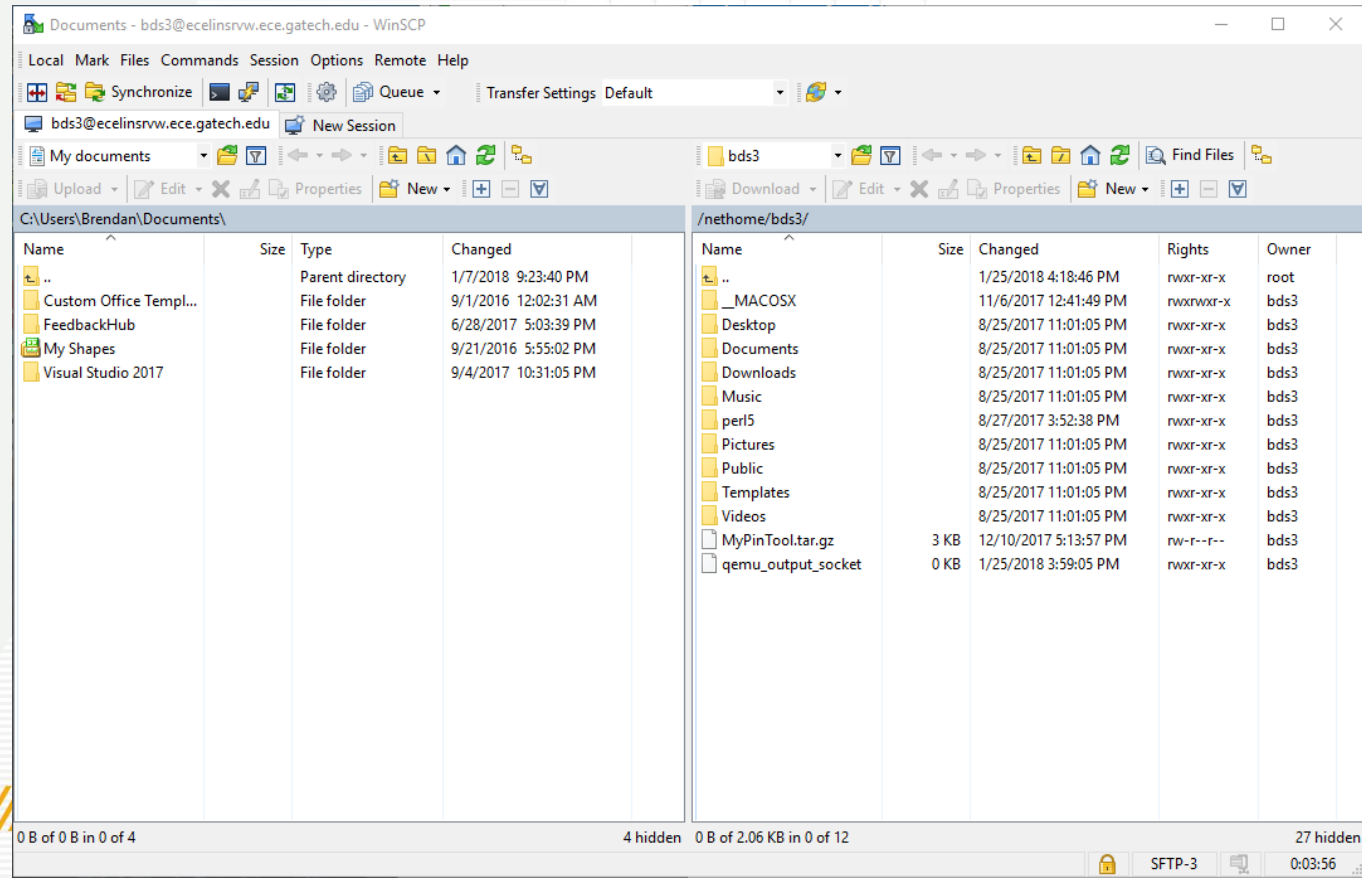 Documents - bds3@ecelinsrvw.ece.gatech.edu - WinSCP
Local Mark Files Commands Session Options Remote Help
Synchronize Queue Transfer Settings Default
bds3@ecelinsrvw.ece.gatech.edu New Session
My documents bds3 Find Files
Upload Edit Properties New Download Edit Properties New
C:\Users\Brendan\Documents\ /nethome/bds3/
Name Size Type Changed Name Size Changed Rights Owner
.. Parent directory 1/7/2018 9:23:40 PM .. 1/25/2018 4:18:46 PM rwxr-xr-x root
Custom Office Templ... File folder 9/1/2016 12:02:31 AM __MACOSX 11/6/2017 12:41:49 PM rwxrwxr-x bds3
FeedbackHub File folder 6/28/2017 5:03:39 PM Desktop 8/25/2017 11:01:05 PM rwxr-xr-x bds3
My Shapes File folder 9/21/2016 5:55:02 PM Documents 8/25/2017 11:01:05 PM rwxr-xr-x bds3
Visual Studio 2017 File folder 9/4/2017 10:31:05 PM Downloads 8/25/2017 11:01:05 PM rwxr-xr-x bds3
Music 8/25/2017 11:01:05 PM rwxr-xr-x bds3
perl5 8/27/2017 3:52:38 PM rwxr-xr-x bds3
Pictures 8/25/2017 11:01:05 PM rwxr-xr-x bds3
Public 8/25/2017 11:01:05 PM rwxr-xr-x bds3
Templates 8/25/2017 11:01:05 PM rwxr-xr-x bds3
Videos 8/25/2017 11:01:05 PM rwxr-xr-x bds3
MyPinTool.tar.gz 3 KB 12/10/2017 5:13:57 PM rw-r--r-- bds3
qemu_output_socket 0 KB 1/25/2018 3:59:05 PM rwxr-xr-x bds3
0 B of 0 B in 0 of 4 4 hidden 0 B of 2.06 KB in 0 of 12 27 hidden
SFTP-3 0:03:56